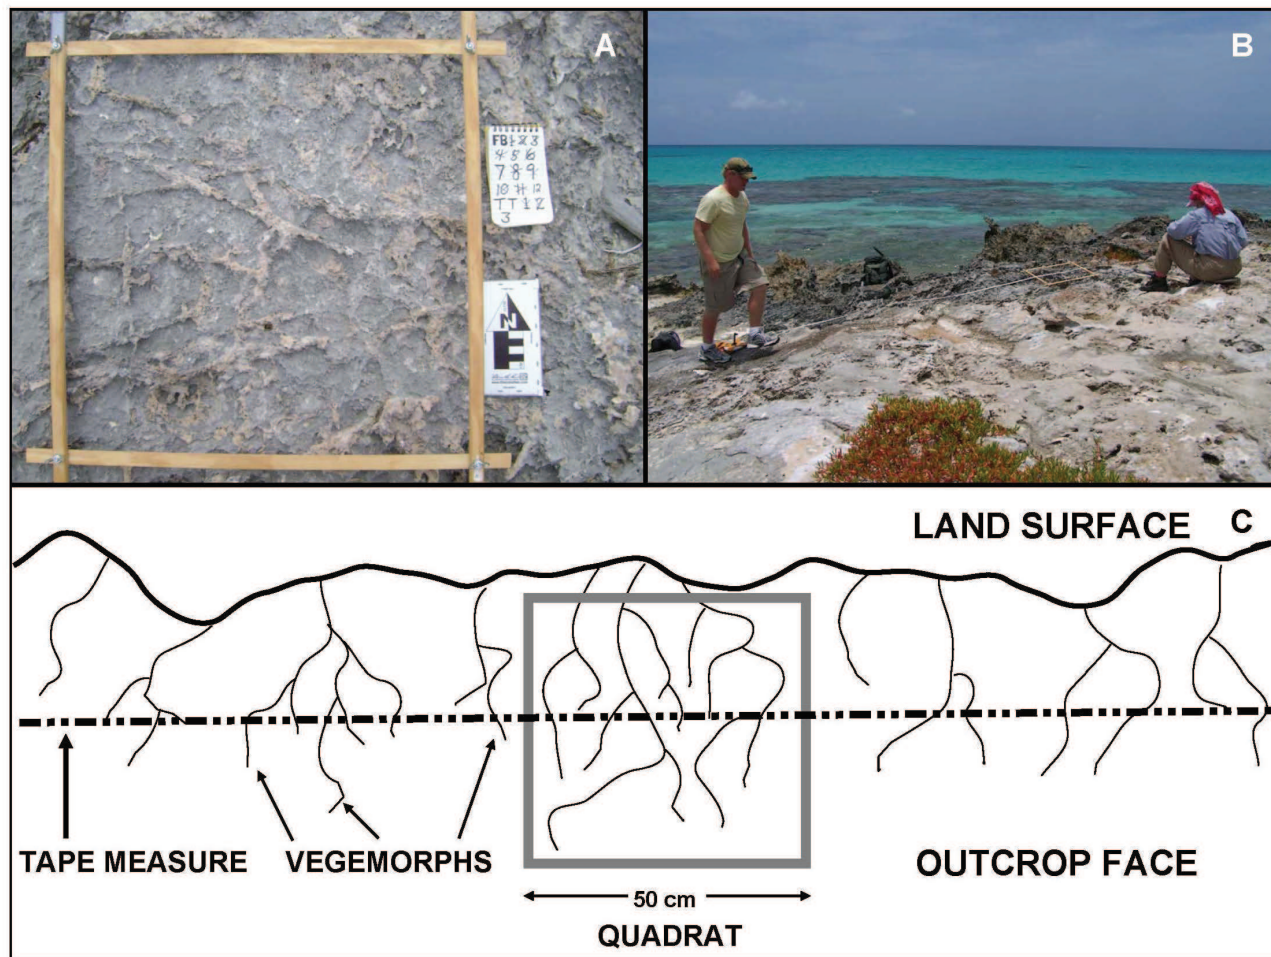 A
FB 1 2 3
4 5 6
7 8 9
10 11 12
T T 1 2
3
N
B
LAND SURFACE
C
TAPE MEASURE
VEGEMORPHS
OUTCROP FACE
50 cm
QUADRAT